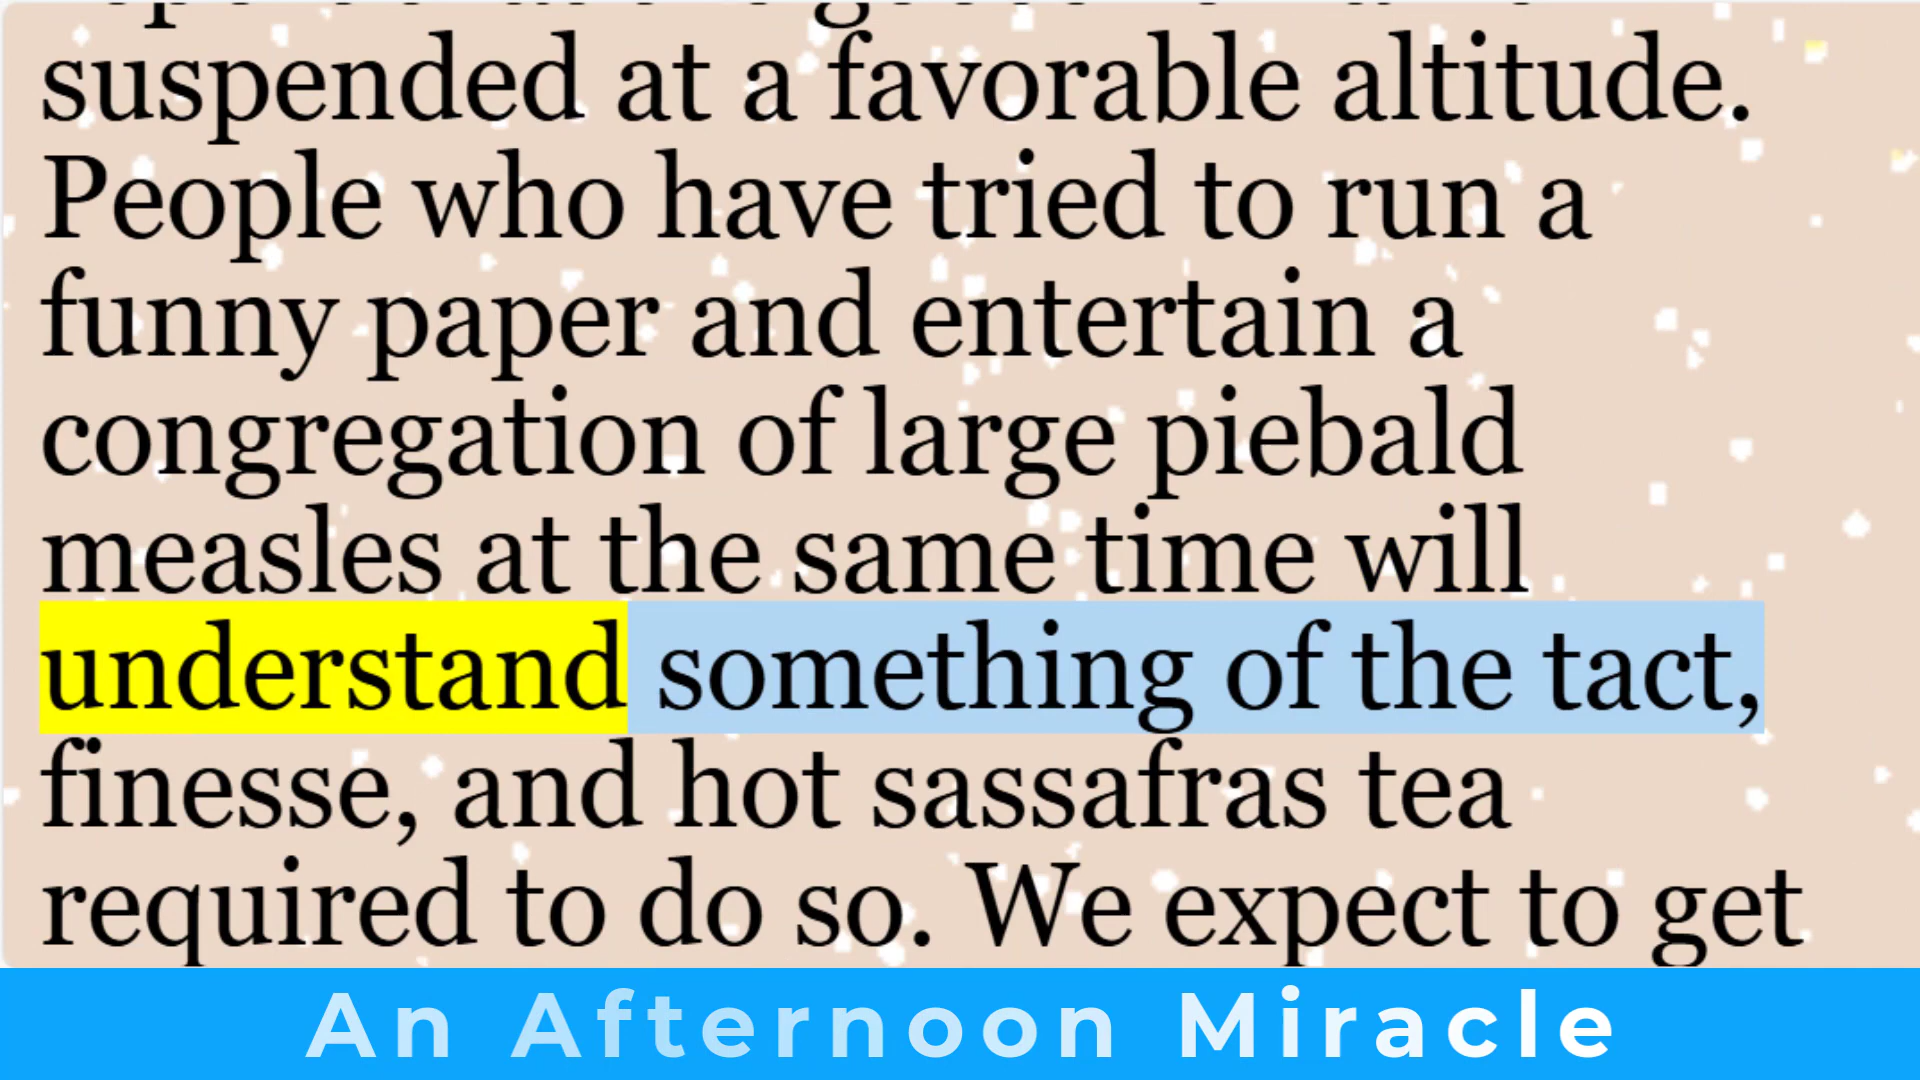 suspended at a favorable altitude.
People who have tried to run a
funny paper and entertain a
congregation of large piebald
measles at the same time will
understand something of the tact,
finesse, and hot sassafras tea
required to do so. We expect to get
An Afternoon Miracle